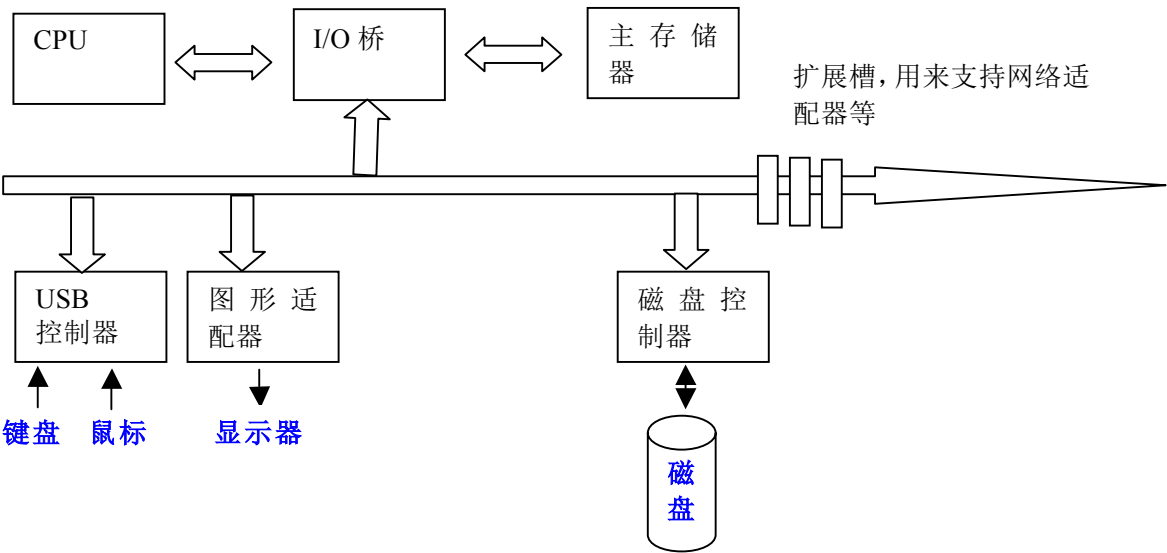 CPU
I/O 桥
主存储
器
扩展槽，用来支持网络适
配器等
USB
控制器
图形适
配器
磁盘控
制器
键盘
鼠标
显示器
磁
盘